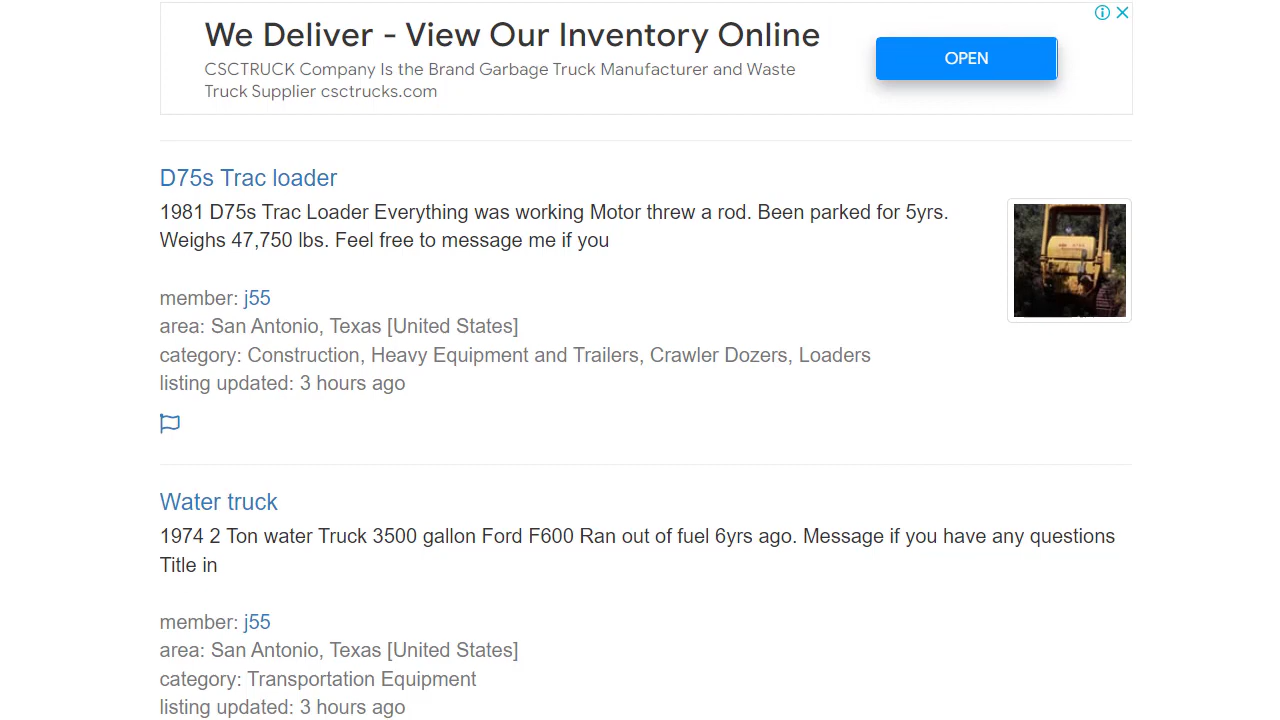 We Deliver - View Our Inventory Online
CSCTRUCK Company Is the Brand Garbage Truck Manufacturer and Waste
Truck Supplier csctrucks.com
OPEN
D75s Trac loader
1981 D75s Trac Loader Everything was working Motor threw a rod. Been parked for 5yrs.
Weighs 47,750 lbs. Feel free to message me if you
member: j55
area: San Antonio, Texas [United States]
category: Construction, Heavy Equipment and Trailers, Crawler Dozers, Loaders
listing updated: 3 hours ago
Water truck
1974 2 Ton water Truck 3500 gallon Ford F600 Ran out of fuel 6yrs ago. Message if you have any questions
Title in
member: j55
area: San Antonio, Texas [United States]
category: Transportation Equipment
listing updated: 3 hours ago